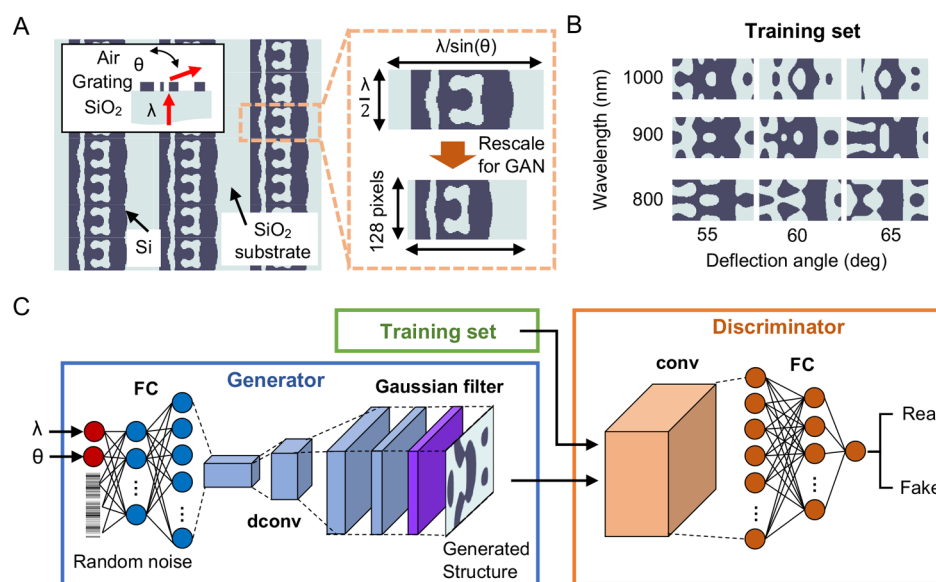 A
Air
θ
Grating
SiO₂
λ
Si
SiO₂
substrate
λ/sin(θ)
λ
2
Rescale
for GAN
128 pixels
B
Training set
Wavelength (nm)
1000
900
800
55
60
65
Deflection angle (deg)
C
Training set
Generator
FC
λ
θ
Random noise
dconv
Gaussian filter
Generated
Structure
Discriminator
conv
FC
Rea
Fake